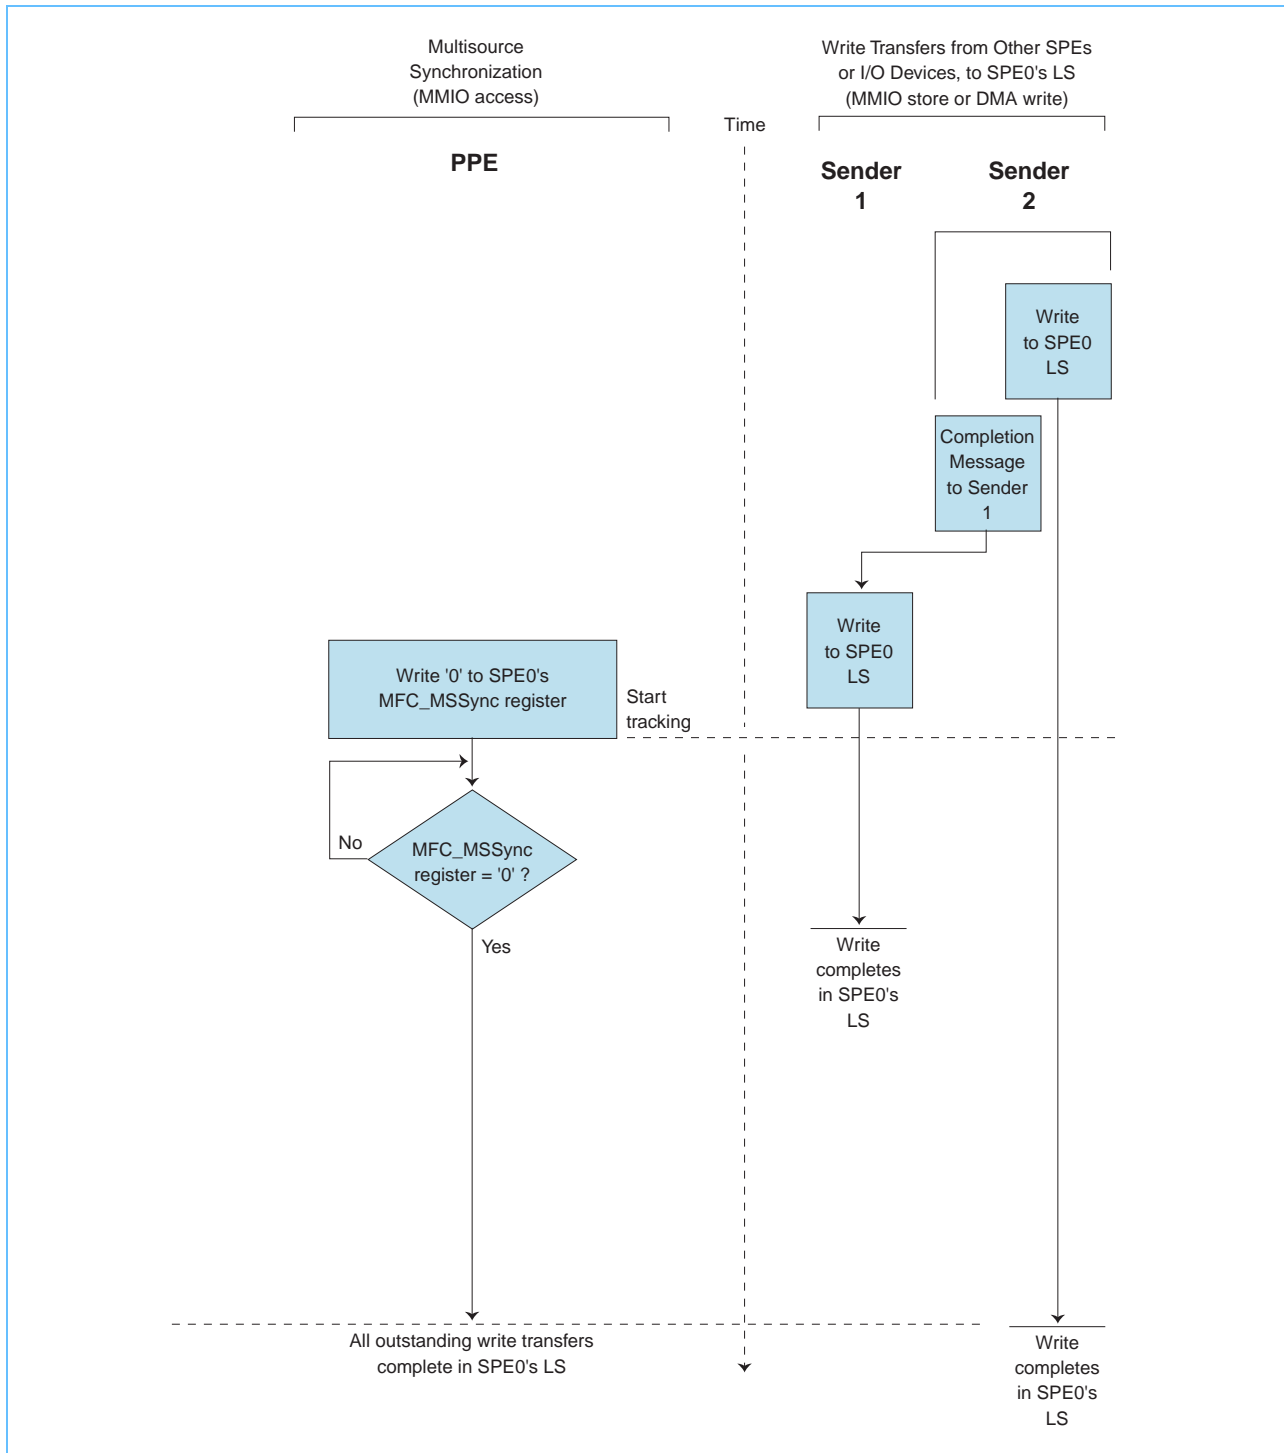 Multisource
Synchronization
(MMIO access)
PPE
Time
Write Transfers from Other SPEs
or I/O Devices, to SPE0's LS
(MMIO store or DMA write)
Sender
1
Sender
2
Write
to SPE0
LS
Completion
Message
to Sender
1
Write
to SPE0
LS
Write '0' to SPE0's
MFC_MSSync register
Start
tracking
No
MFC_MSSync
register = '0' ?
Yes
Write
completes
in SPE0's
LS
All outstanding write transfers
complete in SPE0's LS
Write
completes
in SPE0's
LS